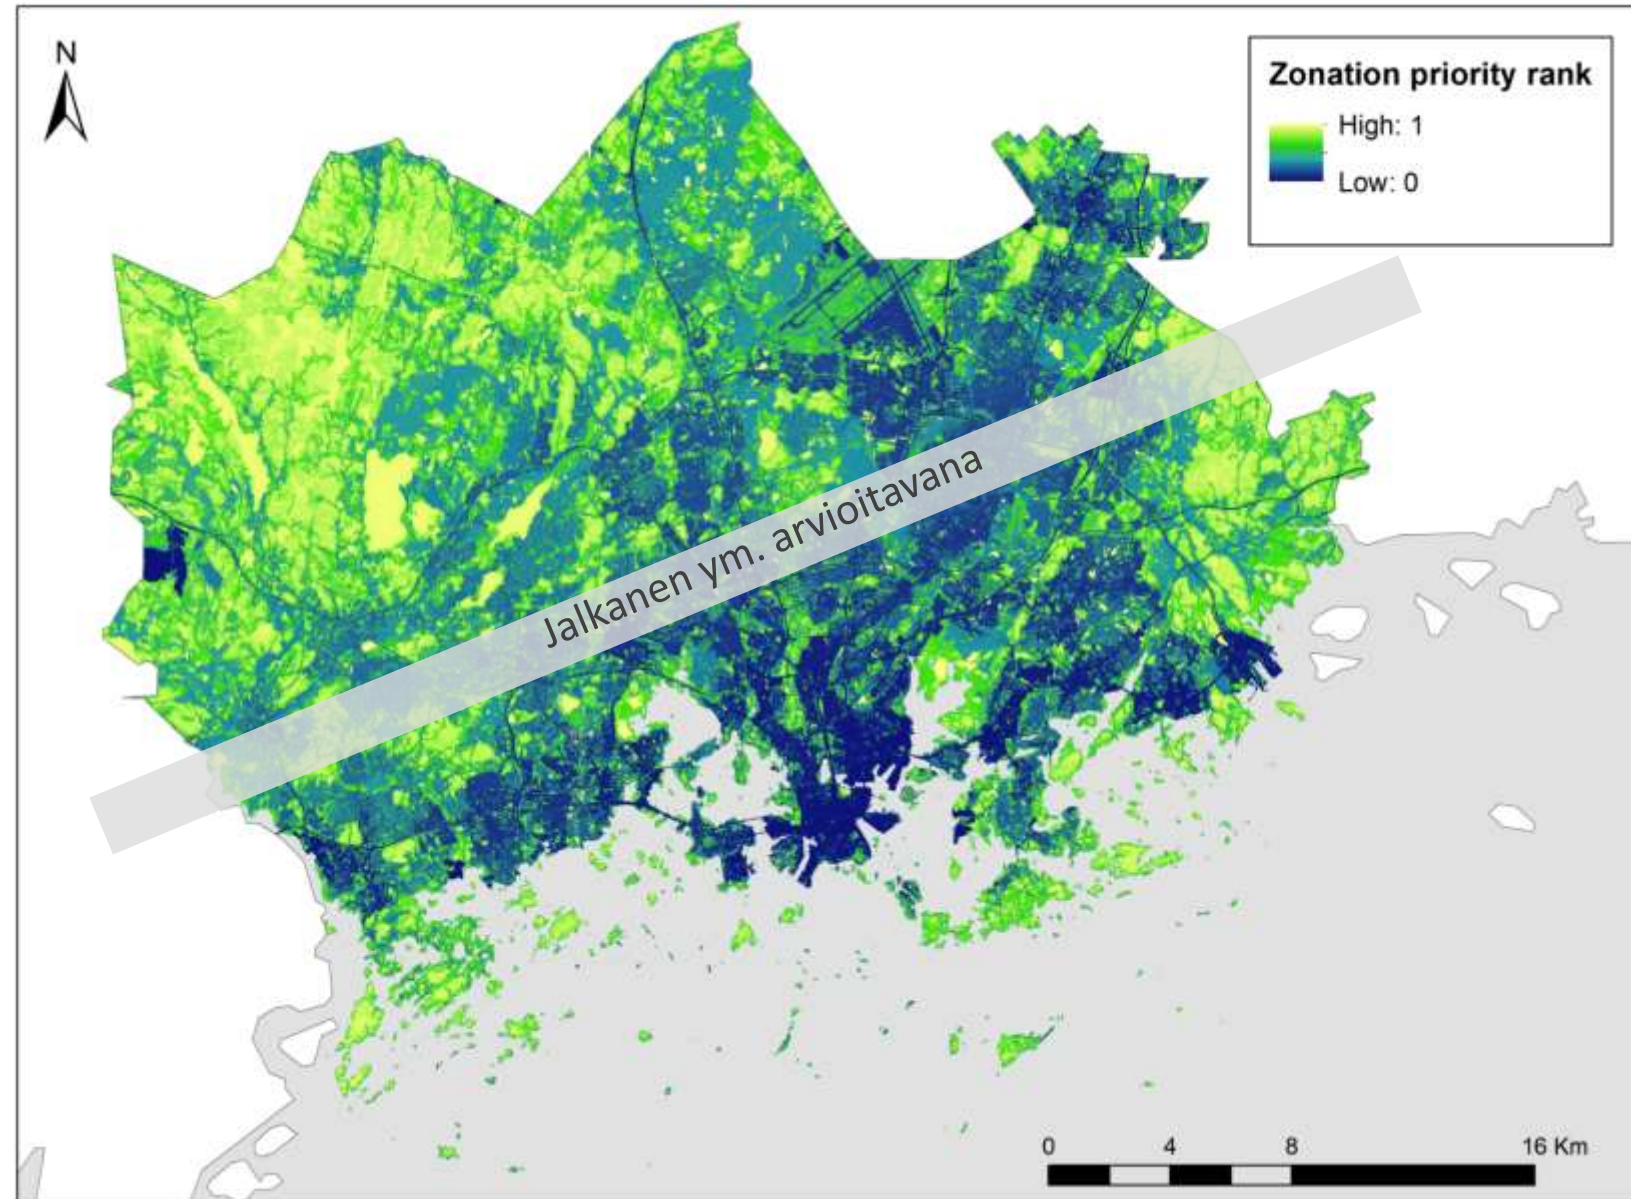 N
Zonation priority rank
High: 1
Low: 0
Jalkanen ym. arvioitavana
0 4 8 16 Km